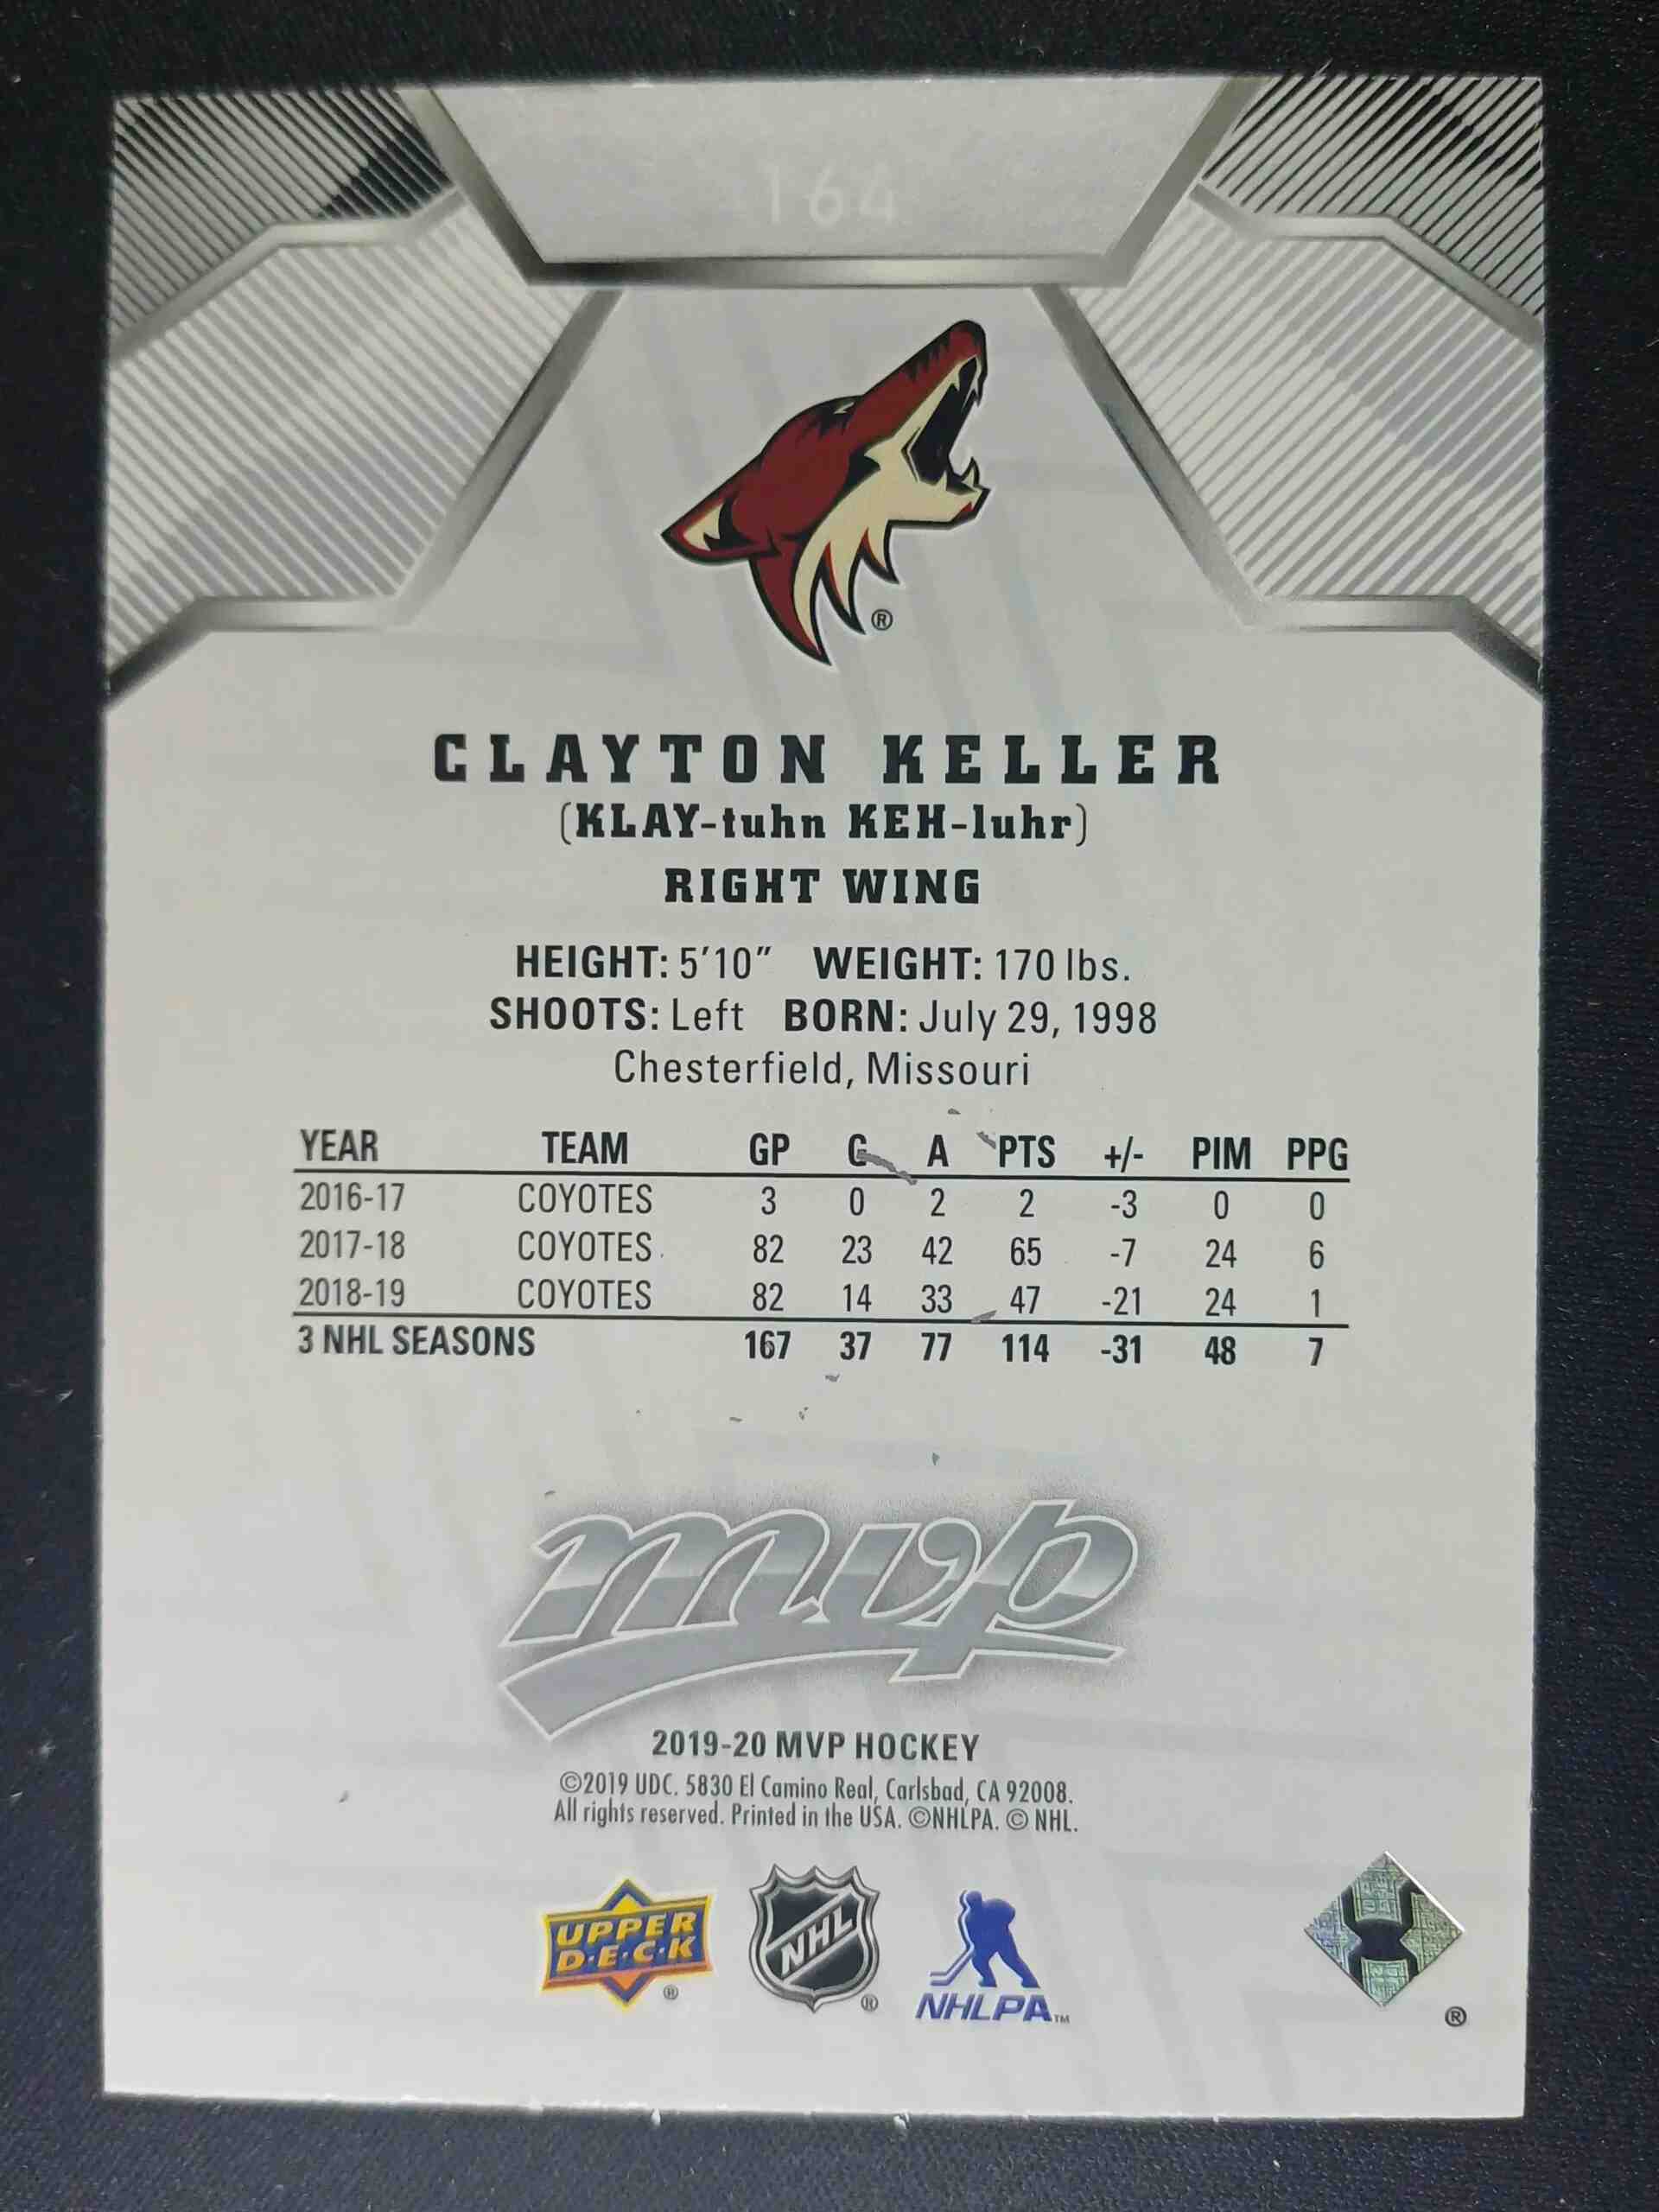 164
®
CLAYTON KELLER
(KLAY-tuhn KEH-luhr)
RIGHT WING
HEIGHT: 5'10" WEIGHT: 170 lbs.
SHOOTS: Left BORN: July 29, 1998
Chesterfield, Missouri
YEAR TEAM GP G A PTS +/- PIM PPG
2016-17 COYOTES 3 0 2 2 -3 0 0
2017-18 COYOTES 82 23 42 65 -7 24 6
2018-19 COYOTES 82 14 33 47 -21 24 1
3 NHL SEASONS 167 37 77 114 -31 48 7
mvp
2019-20 MVP HOCKEY
©2019 UDC. 5830 El Camino Real, Carlsbad, CA 92008.
All rights reserved. Printed in the USA. ©NHLPA. © NHL.
UPPER
D·E·C·K
®
NHL
®
NHLPA™
®